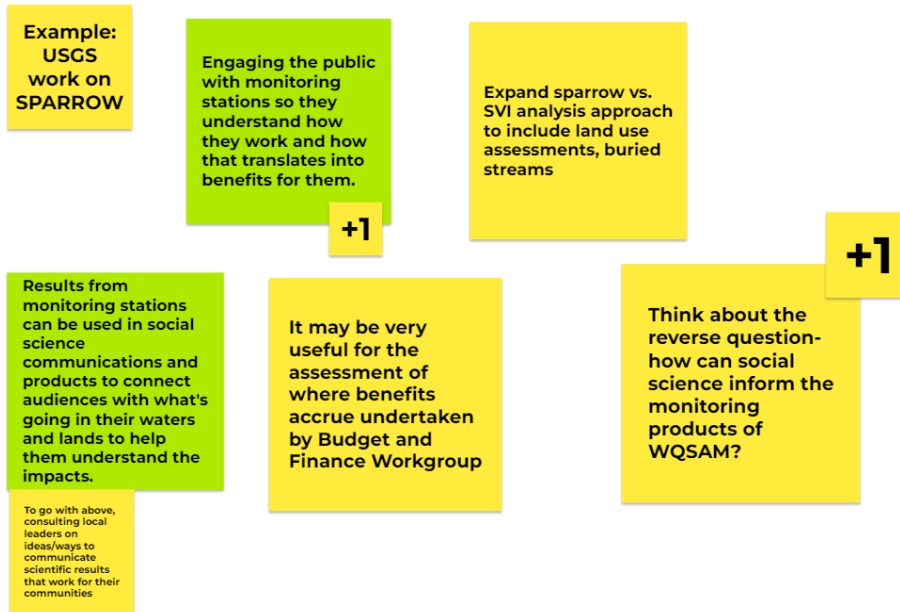 Example:
USGS
work on
SPARROW
Engaging the public
with monitoring
stations so they
understand how
they work and how
that translates into
benefits for them.
+1
Expand sparrow vs.
SVI analysis approach
to include land use
assessments, buried
streams
Results from
monitoring stations
can be used in social
science
communications and
products to connect
audiences with what's
going in their waters
and lands to help
them understand the
impacts.
To go with above,
consulting local
leaders on
ideas/ways to
communicate
scientific results
that work for their
communities
It may be very
useful for the
assessment of
where benefits
accrue undertaken
by Budget and
Finance Workgroup
+1
Think about the
reverse question-
how can social
science inform the
monitoring
products of
WQSAM?